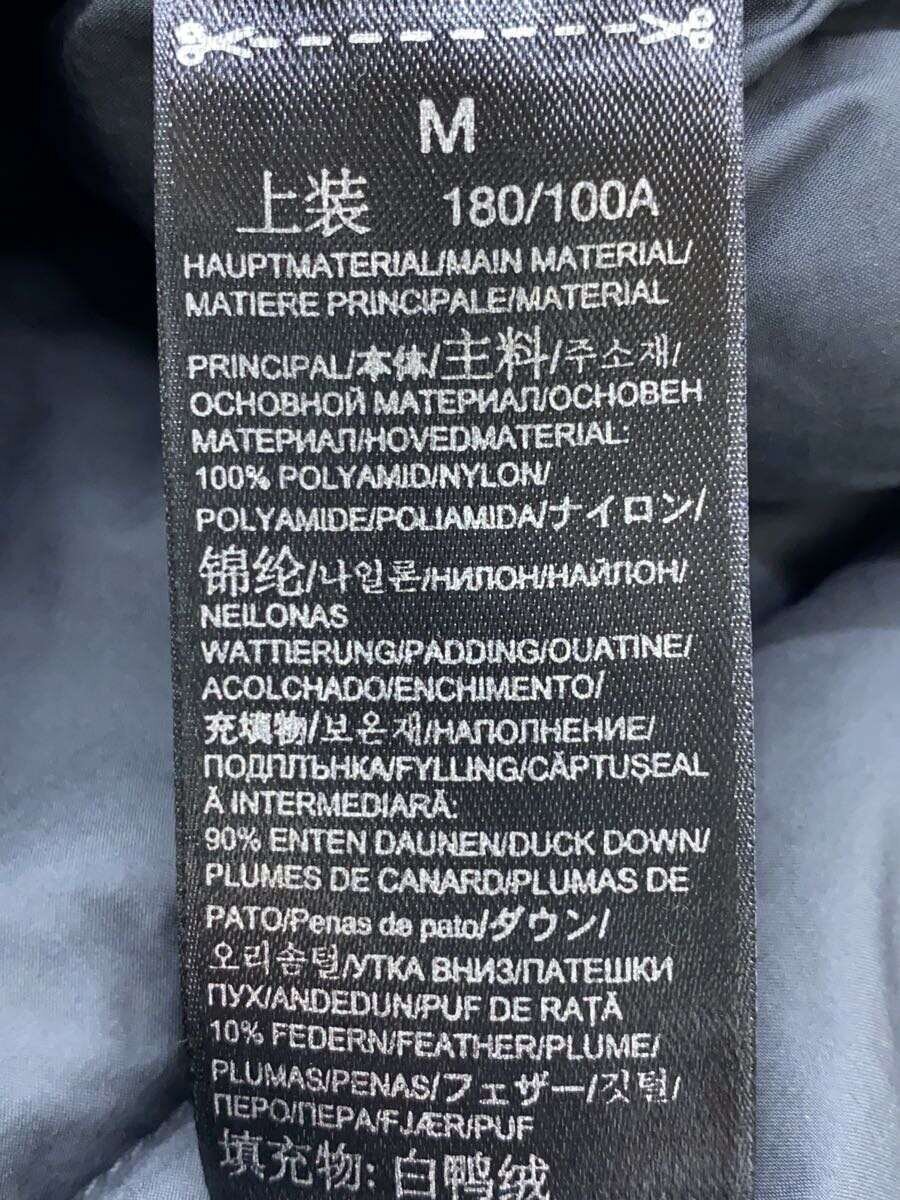 M
上装 180/100A
HAUPTMATERIAL/MAIN MATERIAL/
MATIERE PRINCIPALE/MATERIAL
PRINCIPAL/本体/主料/주소재/
ОСНОВНОЙ МАТЕРИАЛ/ОСНОВЕН
МАТЕРИАЛ/HOVEDMATERIAL:
100% POLYAMID/NYLON/
POLYAMIDE/POLIAMIDA/ナイロン/
锦纶/나일론/НИЛОН/НАЙЛОН/
NEILONAS
WATTIERUNG/PADDING/OUATINE/
ACOLCHADO/ENCHIMENTO/
充填物/보온재/НАПОЛНЕНИЕ/
ПОДПЛЪНКА/FYLLING/CĂPTUŞEAL
Ă INTERMEDIARĂ:
90% ENTEN DAUNEN/DUCK DOWN/
PLUMES DE CANARD/PLUMAS DE
PATO/Penas de pato/ダウン/
오리솜털/УТКА ВНИЗ/ПАТЕШКИ
ПУХ/ANDEDUN/PUF DE RAȚĂ
10% FEDERN/FEATHER/PLUME/
PLUMAS/PENAS/フェザー/깃털/
ПЕРО/ПЕРА/FJÆR/PUF
填充物: 白鸭绒